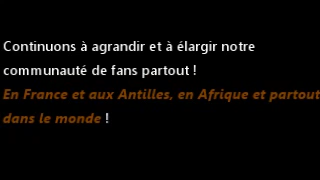 Continuons à agrandir et à élargir notre
communauté de fans partout !
En France et aux Antilles, en Afrique et partout
dans le monde !